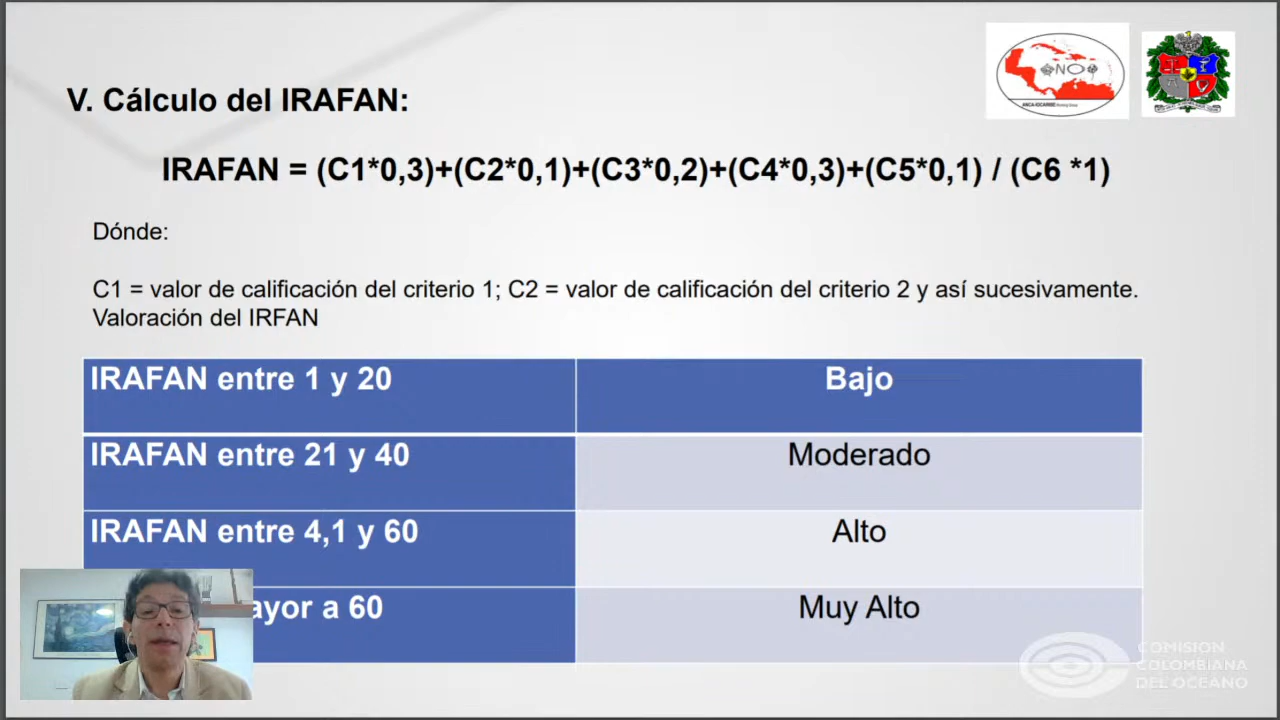 V. Cálculo del IRAFAN:
IRAFAN = (C1*0,3)+(C2*0,1)+(C3*0,2)+(C4*0,3)+(C5*0,1) / (C6 *1)
Dónde:
C1 = valor de calificación del criterio 1; C2 = valor de calificación del criterio 2 y así sucesivamente.
Valoración del IRFAN
IRAFAN entre 1 y 20 Bajo
IRAFAN entre 21 y 40 Moderado
IRAFAN entre 4,1 y 60 Alto
ayor a 60 Muy Alto
COMISION
COLOMBIANA
DEL OCEANO